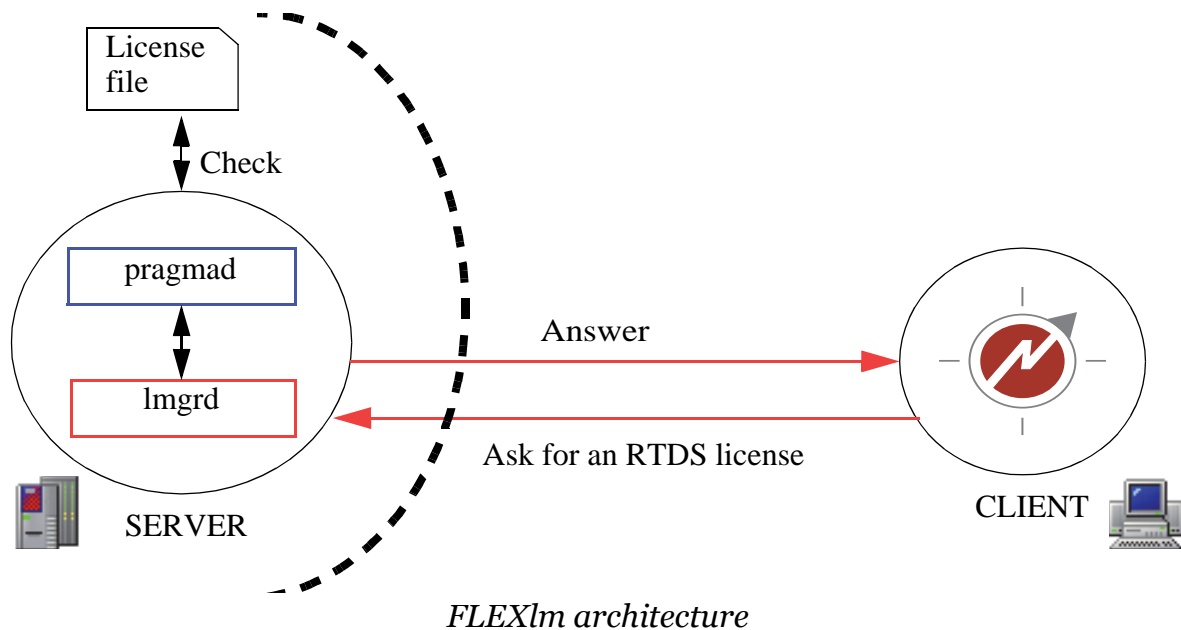 License
file
Check
pragmad
lmgrd
SERVER
Answer
Ask for an RTDS license
CLIENT
FLEXlm architecture